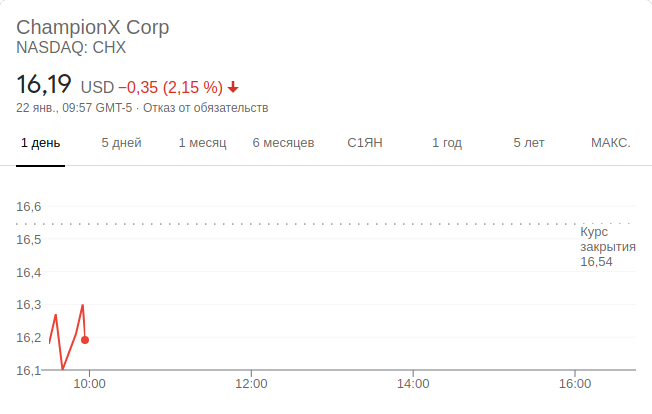 ChampionX Corp
NASDAQ: CHX
16,19 USD −0,35 (2,15 %)
22 янв., 09:57 GMT-5 · Отказ от обязательств
1 день 5 дней 1 месяц 6 месяцев С1ЯН 1 год 5 лет МАКС.
16,6
Курс
16,5
закрытия
16,54
16,4
16,3
16,2
16,1
10:00 12:00 14:00 16:00